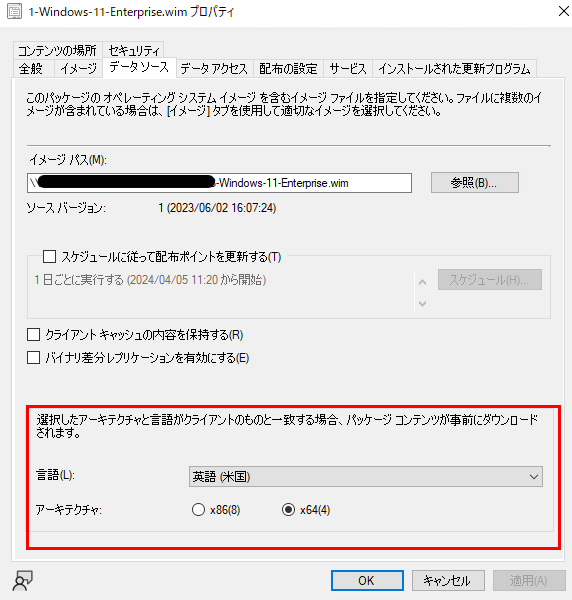 1-Windows-11-Enterprise.wim プロパティ
コンテンツの場所 セキュリティ
全般 イメージ データ ソース データ アクセス 配布の設定 サービス インストールされた更新プログラム
このパッケージの オペレーティング システム イメージ を含むイメージ ファイルを指定してください。ファイルに複数のイ
メージが含まれている場合は、[イメージ] タブを使用して適切なイメージを選択してください。
イメージ パス(M):
\\ -Windows-11-Enterprise.wim 参照(B)...
ソース バージョン: 1 (2023/06/02 16:07:24)
スケジュールに従って配布ポイントを更新する(T)
1 日ごとに実行する (2024/04/05 11:20 から開始) スケジュール(H)...
クライアント キャッシュの内容を保持する(R)
バイナリ差分レプリケーションを有効にする(E)
選択したアーキテクチャと言語がクライアントのものと一致する場合、パッケージ コンテンツが事前にダウンロード
されます。
言語(L): 英語 (米国)
アーキテクチャ: x86(8) x64(4)
OK キャンセル 適用(A)